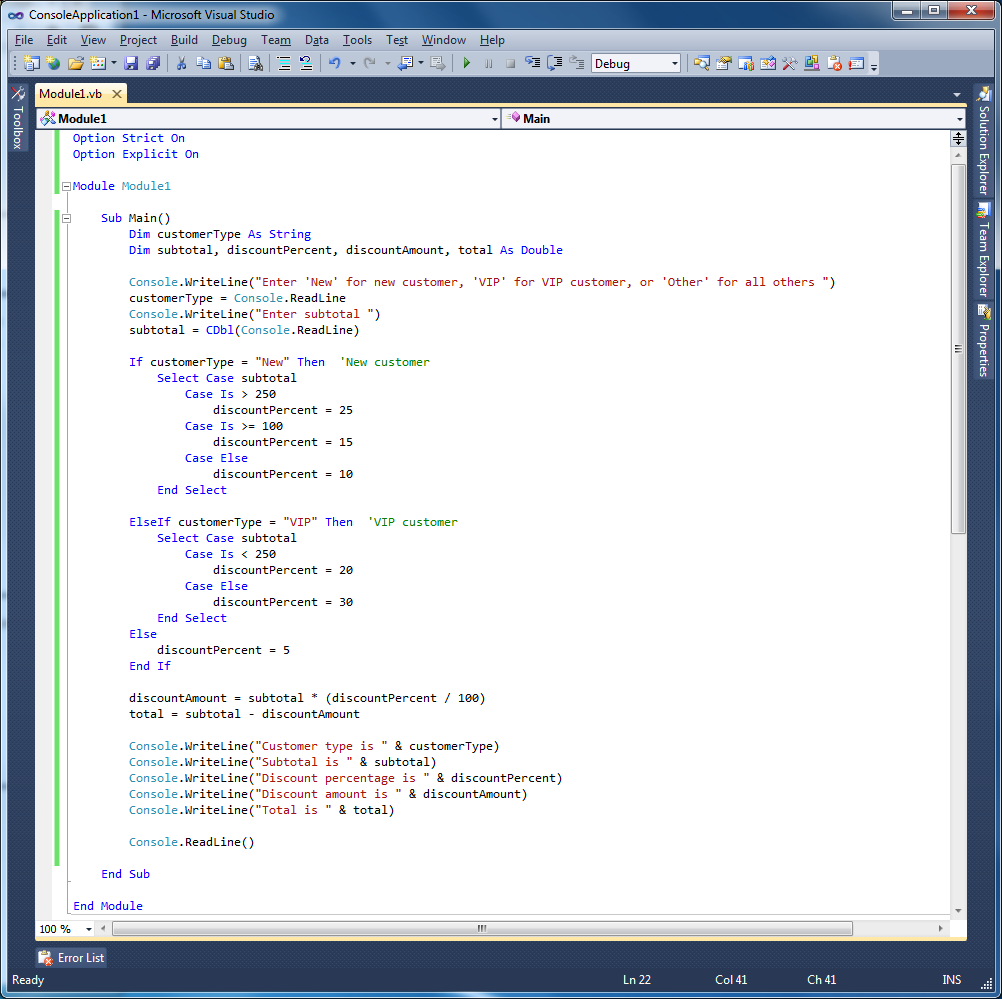 ConsoleApplication1 - Microsoft Visual Studio
File Edit View Project Build Debug Team Data Tools Test Window Help
Debug
Module1.vb
Toolbox
Module1 Main
Option Strict On
Option Explicit On
Module Module1
Sub Main()
Dim customerType As String
Dim subtotal, discountPercent, discountAmount, total As Double
Console.WriteLine("Enter 'New' for new customer, 'VIP' for VIP customer, or 'Other' for all others ")
customerType = Console.ReadLine
Console.WriteLine("Enter subtotal ")
subtotal = CDbl(Console.ReadLine)
If customerType = "New" Then  'New customer
Select Case subtotal
Case Is > 250
discountPercent = 25
Case Is >= 100
discountPercent = 15
Case Else
discountPercent = 10
End Select
ElseIf customerType = "VIP" Then  'VIP customer
Select Case subtotal
Case Is < 250
discountPercent = 20
Case Else
discountPercent = 30
End Select
Else
discountPercent = 5
End If
discountAmount = subtotal * (discountPercent / 100)
total = subtotal - discountAmount
Console.WriteLine("Customer type is " & customerType)
Console.WriteLine("Subtotal is " & subtotal)
Console.WriteLine("Discount percentage is " & discountPercent)
Console.WriteLine("Discount amount is " & discountAmount)
Console.WriteLine("Total is " & total)
Console.ReadLine()
End Sub
End Module
Solution Explorer
Team Explorer
Properties
100 %
Error List
Ready Ln 22 Col 41 Ch 41 INS